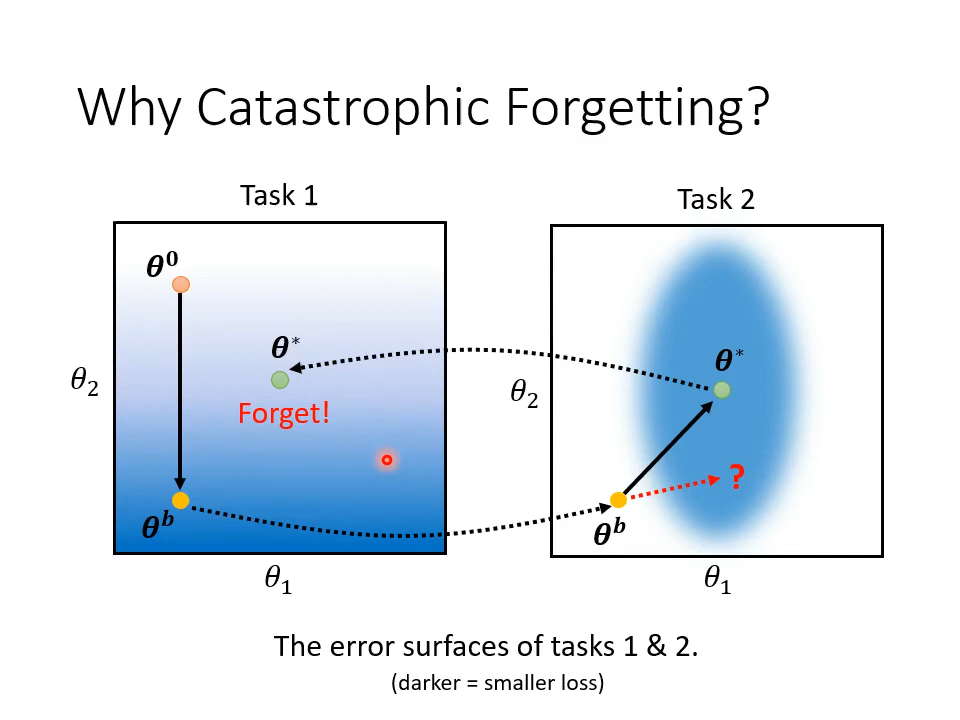 Why Catastrophic Forgetting?
Task 1
Task 2
θ⁰
θ*
θ*
θ₂
θ₂
Forget!
?
θᵇ
θᵇ
θ₁
θ₁
The error surfaces of tasks 1 & 2.
(darker = smaller loss)